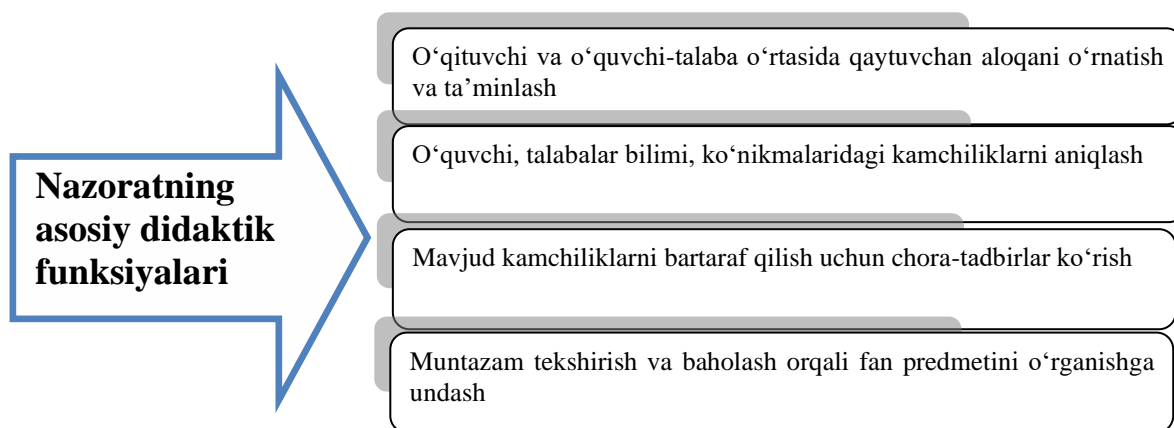 Nazoratning
asosiy didaktik
funksiyalari
O‘qituvchi va o‘quvchi-talaba o‘rtasida qaytuvchan aloqani o‘rnatish
va ta’minlash
O‘quvchi, talabalar bilimi, ko‘nikmalaridagi kamchiliklarni aniqlash
Mavjud kamchiliklarni bartaraf qilish uchun chora-tadbirlar ko‘rish
Muntazam tekshirish va baholash orqali fan predmetini o‘rganishga
undash